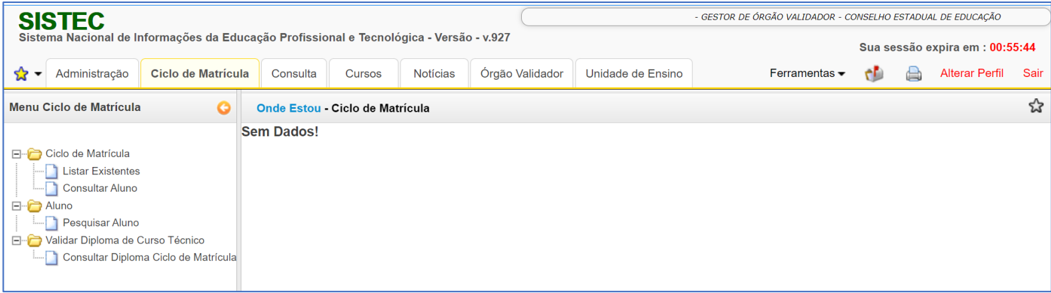 SISTEC
Sistema Nacional de Informações da Educação Profissional e Tecnológica - Versão - v.927
- GESTOR DE ÓRGÃO VALIDADOR - CONSELHO ESTADUAL DE EDUCAÇÃO
Sua sessão expira em : 00:55:44
Administração Ciclo de Matrícula Consulta Cursos Notícias Órgão Validador Unidade de Ensino Ferramentas Alterar Perfil Sair
Menu Ciclo de Matrícula
Onde Estou - Ciclo de Matrícula
Sem Dados!
Ciclo de Matrícula
Listar Existentes
Consultar Aluno
Aluno
Pesquisar Aluno
Validar Diploma de Curso Técnico
Consultar Diploma Ciclo de Matrícula